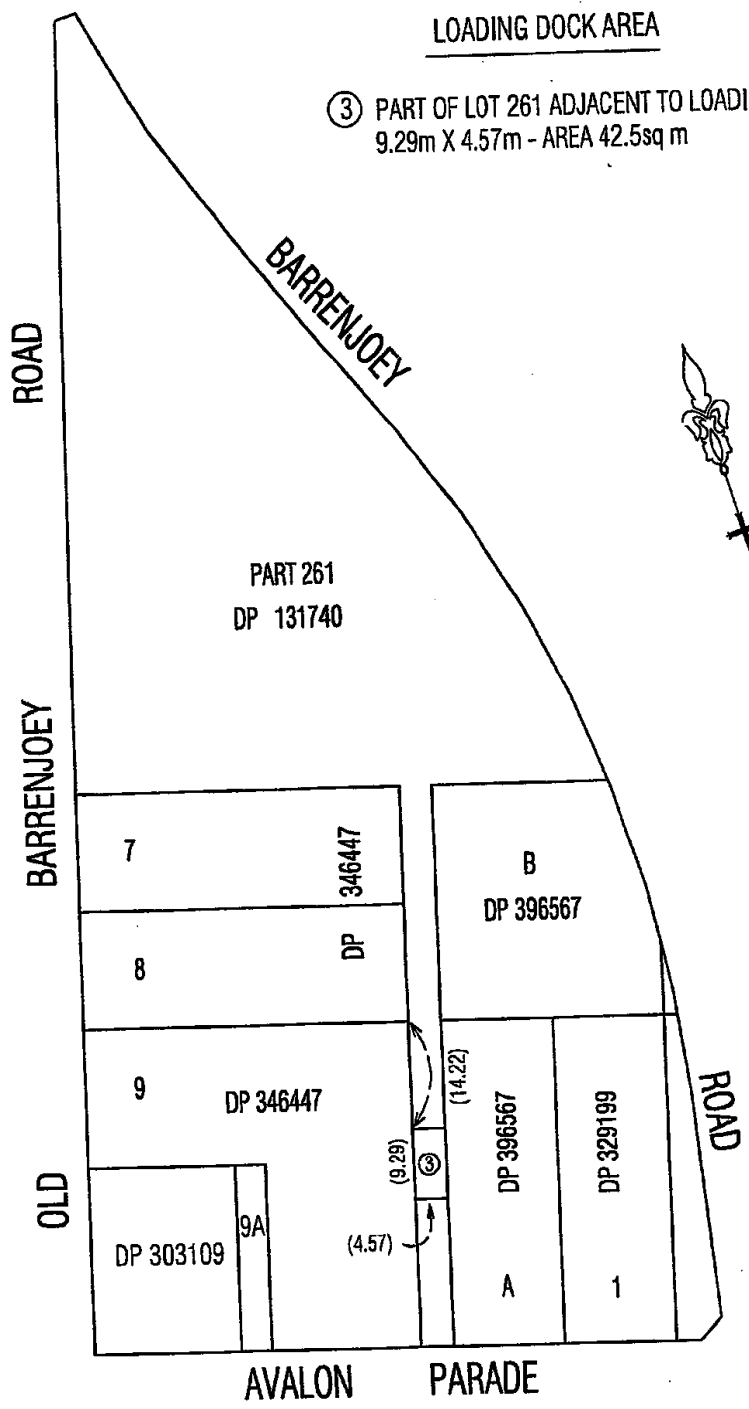 LOADING DOCK AREA
③ PART OF LOT 261 ADJACENT TO LOADI
9.29m X 4.57m - AREA 42.5sq m
BARRENJOEY
ROAD
PART 261
DP 131740
BARRENJOEY
7
346447
B
DP 396567
8
DP
9
DP 346447
(14.22)
DP 396567
DP 329199
ROAD
(9.29)
③
OLD
9A
DP 303109
(4.57)
A
1
AVALON PARADE